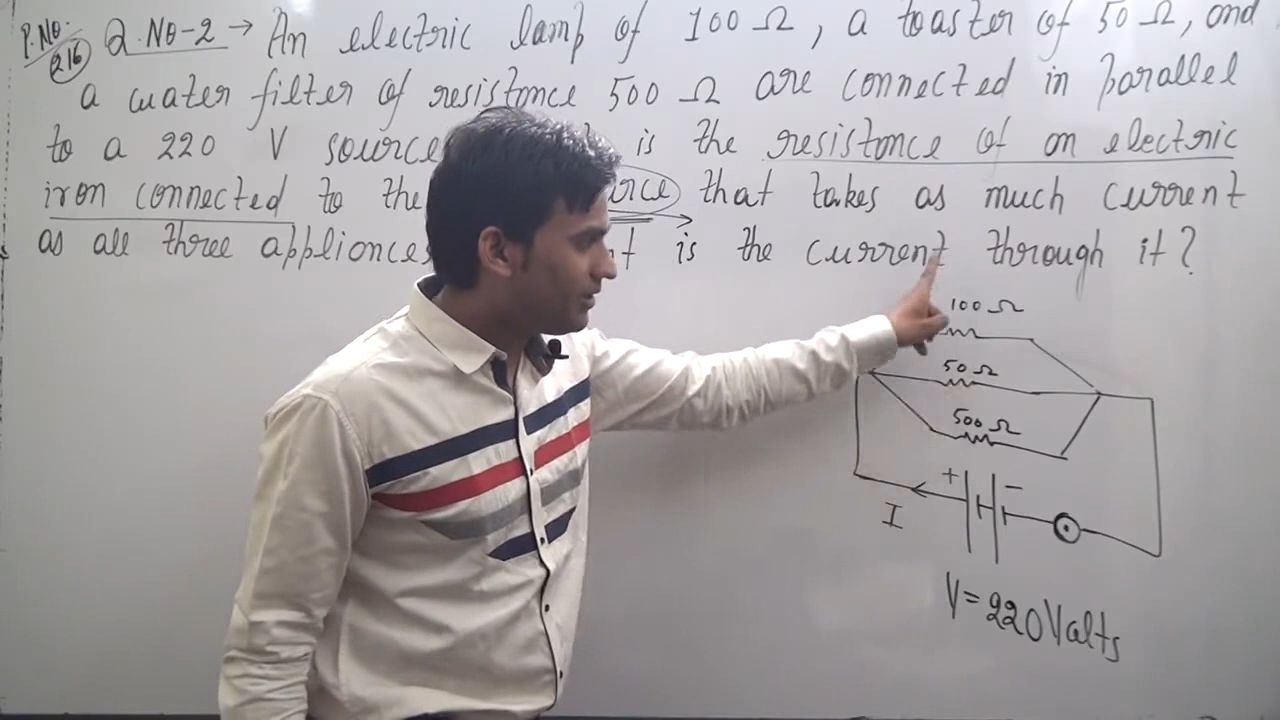 P.No. 216 Q.No-2 → An electric lamp of 100 Ω, a toaster of 50 Ω, and
a water filter of resistance 500 Ω are connected in parallel
to a 220 V source is the resistance of an electric
iron connected to the that takes as much current
as all three appliances is the current through it?
100 Ω
50 Ω
500 Ω
+ −
I
V = 220 Valts